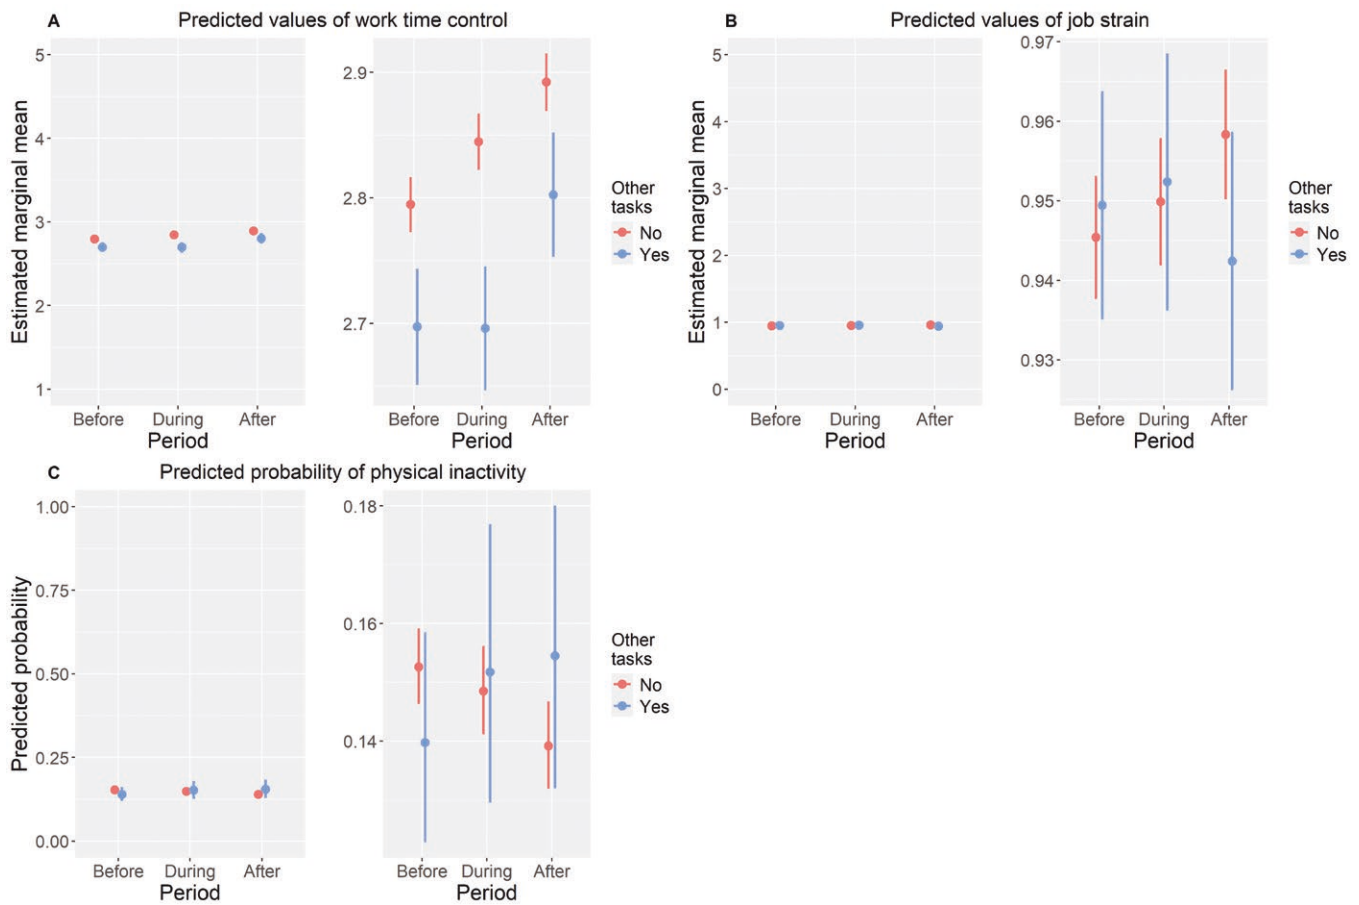 A
Predicted values of work time control
Estimated marginal mean
5
4
3
2
1
Before
During
After
Period
2.9
2.8
2.7
Before
During
After
Period
Other
tasks
No
Yes
B
Predicted values of job strain
Estimated marginal mean
5
4
3
2
1
0
Before
During
After
Period
0.97
0.96
0.95
0.94
0.93
Before
During
After
Period
Other
tasks
No
Yes
C
Predicted probability of physical inactivity
Predicted probability
1.00
0.75
0.50
0.25
0.00
Before
During
After
Period
0.18
0.16
0.14
Before
During
After
Period
Other
tasks
No
Yes